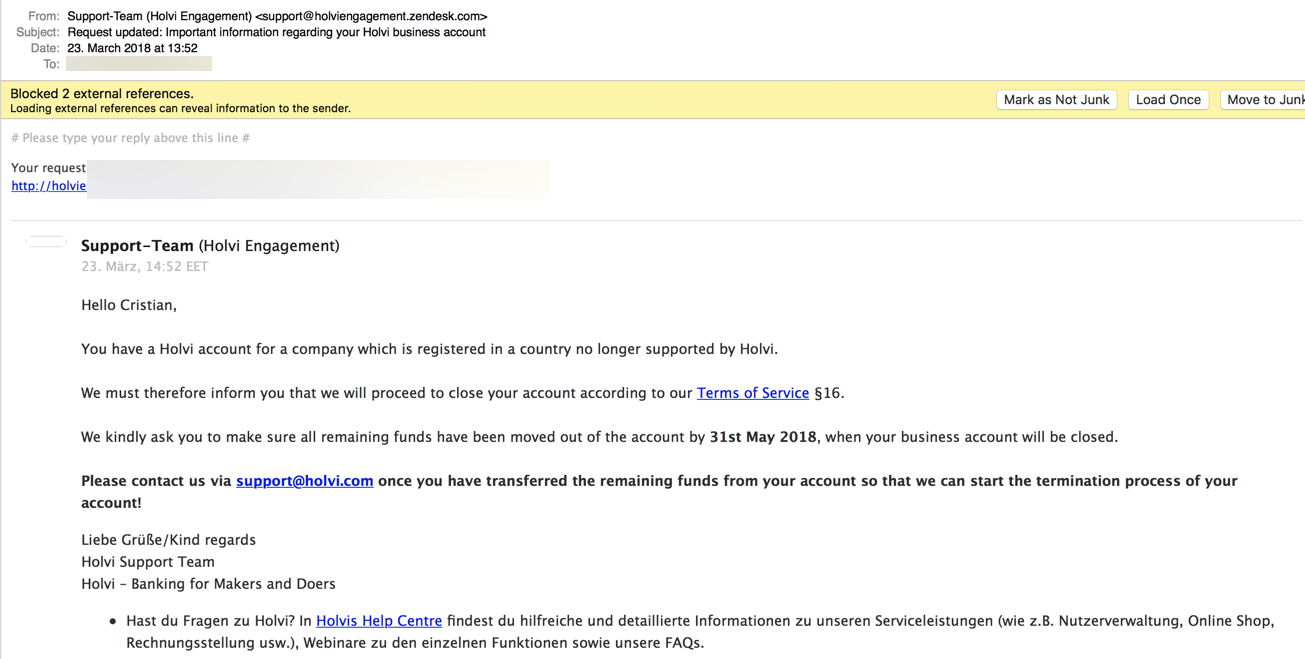 From: Support-Team (Holvi Engagement) <support@holviengagement.zendesk.com>
Subject: Request updated: Important information regarding your Holvi business account
Date: 23. March 2018 at 13:52
To:
Blocked 2 external references.
Loading external references can reveal information to the sender.
Mark as Not Junk
Load Once
Move to Junk
# Please type your reply above this line #
Your request
http://holvie
Support-Team (Holvi Engagement)
23. März, 14:52 EET
Hello Cristian,
You have a Holvi account for a company which is registered in a country no longer supported by Holvi.
We must therefore inform you that we will proceed to close your account according to our Terms of Service §16.
We kindly ask you to make sure all remaining funds have been moved out of the account by 31st May 2018, when your business account will be closed.
Please contact us via support@holvi.com once you have transferred the remaining funds from your account so that we can start the termination process of your
account!
Liebe Grüße/Kind regards
Holvi Support Team
Holvi – Banking for Makers and Doers
• Hast du Fragen zu Holvi? In Holvis Help Centre findest du hilfreiche und detaillierte Informationen zu unseren Serviceleistungen (wie z.B. Nutzerverwaltung, Online Shop,
Rechnungsstellung usw.), Webinare zu den einzelnen Funktionen sowie unsere FAQs.